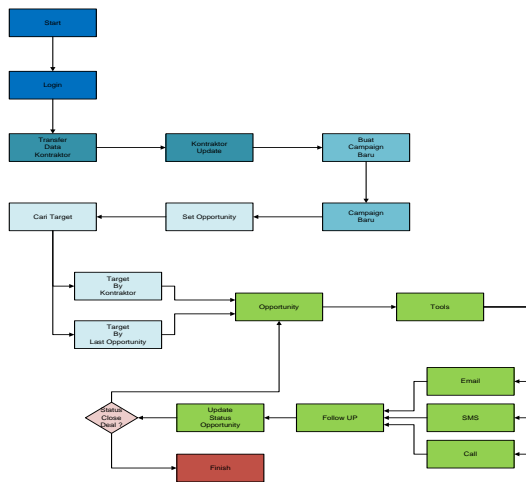 Start
Login
Transfer
Data
Kontraktor
Kontraktor
Update
Buat
Campaign
Baru
Cari Target
Set Opportunity
Campaign
Baru
Target
By
Kontraktor
Opportunity
Tools
Target
By
Last Opportunity
Email
Status
Close
Deal ?
Update
Status
Opportunity
Follow UP
SMS
Call
Finish